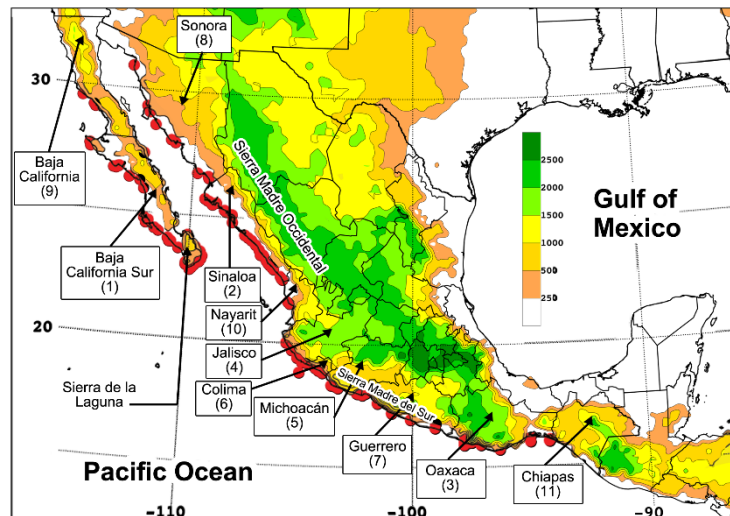 Sonora
(8)
30
Baja
California
(9)
Sierra Madre Occidental
2500
2000
1500
1000
500
250
Gulf of
Mexico
Baja
California Sur
(1)
Sinaloa
(2)
Nayarit
(10)
20
Jalisco
(4)
Sierra de la
Laguna
Colima
(6)
Sierra Madre del Sur
Michoacán
(5)
Guerrero
(7)
Pacific Ocean
Oaxaca
(3)
Chiapas
(11)
-110
-100
-90